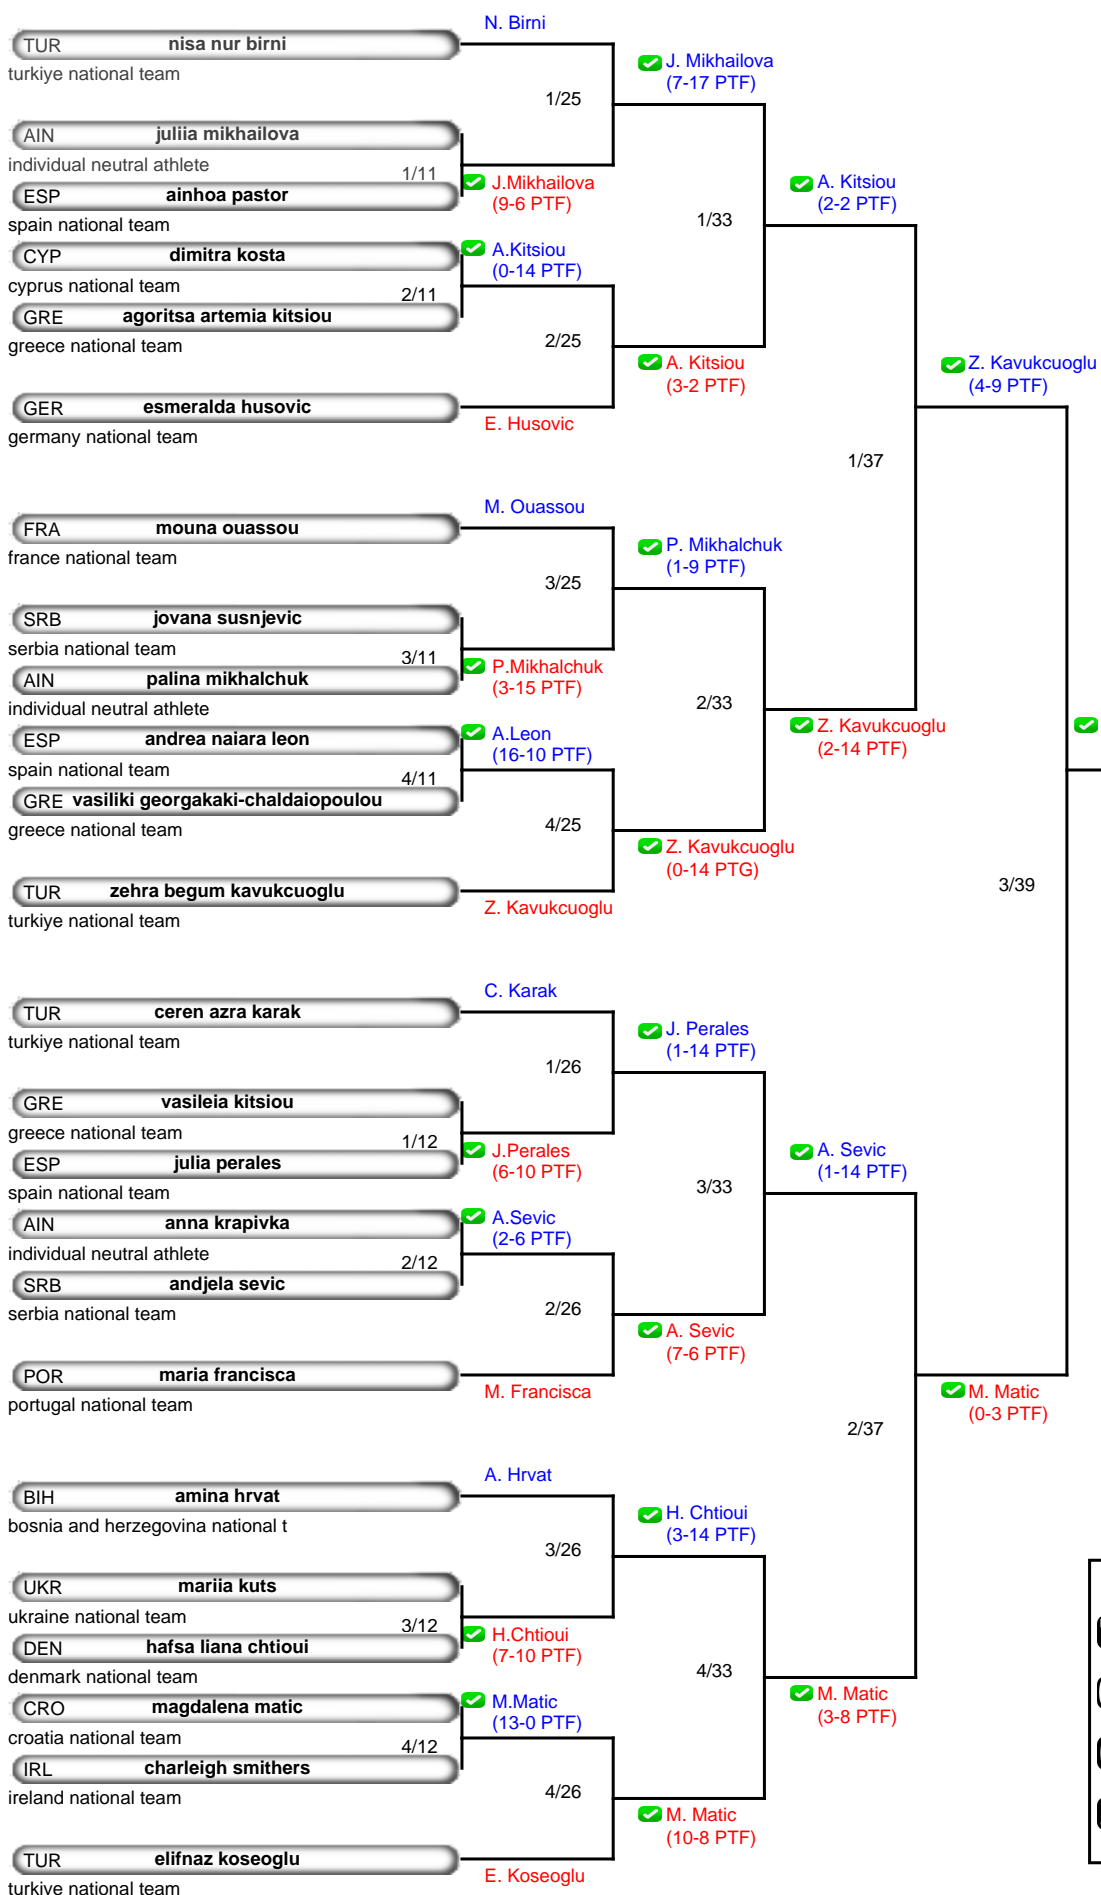 N. Birni
TUR nisa nur birni
turkiye national team
J. Mikhailova
(7-17 PTF)
1/25
AIN juliia mikhailova
individual neutral athlete
1/11
J.Mikhailova
(9-6 PTF)
ESP ainhoa pastor
spain national team
A. Kitsiou
(2-2 PTF)
1/33
CYP dimitra kosta
cyprus national team
A.Kitsiou
(0-14 PTF)
2/11
GRE agoritsa artemia kitsiou
greece national team
2/25
A. Kitsiou
(3-2 PTF)
Z. Kavukcuoglu
(4-9 PTF)
GER esmeralda husovic
germany national team
E. Husovic
1/37
M. Ouassou
FRA mouna ouassou
france national team
P. Mikhalchuk
(1-9 PTF)
3/25
SRB jovana susnjevic
serbia national team
3/11
P.Mikhalchuk
(3-15 PTF)
AIN palina mikhalchuk
individual neutral athlete
2/33
Z. Kavukcuoglu
(2-14 PTF)
ESP andrea naiara leon
spain national team
A.Leon
(16-10 PTF)
4/11
GRE vasiliki georgakaki-chaldaiopoulou
greece national team
4/25
Z. Kavukcuoglu
(0-14 PTG)
3/39
TUR zehra begum kavukcuoglu
turkiye national team
Z. Kavukcuoglu
C. Karak
TUR ceren azra karak
turkiye national team
J. Perales
(1-14 PTF)
1/26
GRE vasileia kitsiou
greece national team
1/12
J.Perales
(6-10 PTF)
ESP julia perales
spain national team
A. Sevic
(1-14 PTF)
3/33
AIN anna krapivka
individual neutral athlete
A.Sevic
(2-6 PTF)
2/12
SRB andjela sevic
serbia national team
2/26
A. Sevic
(7-6 PTF)
POR maria francisca
portugal national team
M. Francisca
M. Matic
(0-3 PTF)
2/37
A. Hrvat
BIH amina hrvat
bosnia and herzegovina national t
H. Chtioui
(3-14 PTF)
3/26
UKR mariia kuts
ukraine national team
3/12
H.Chtioui
(7-10 PTF)
DEN hafsa liana chtioui
denmark national team
4/33
M. Matic
(3-8 PTF)
CRO magdalena matic
croatia national team
M.Matic
(13-0 PTF)
4/12
IRL charleigh smithers
ireland national team
4/26
M. Matic
(10-8 PTF)
TUR elifnaz koseoglu
turkiye national team
E. Koseoglu